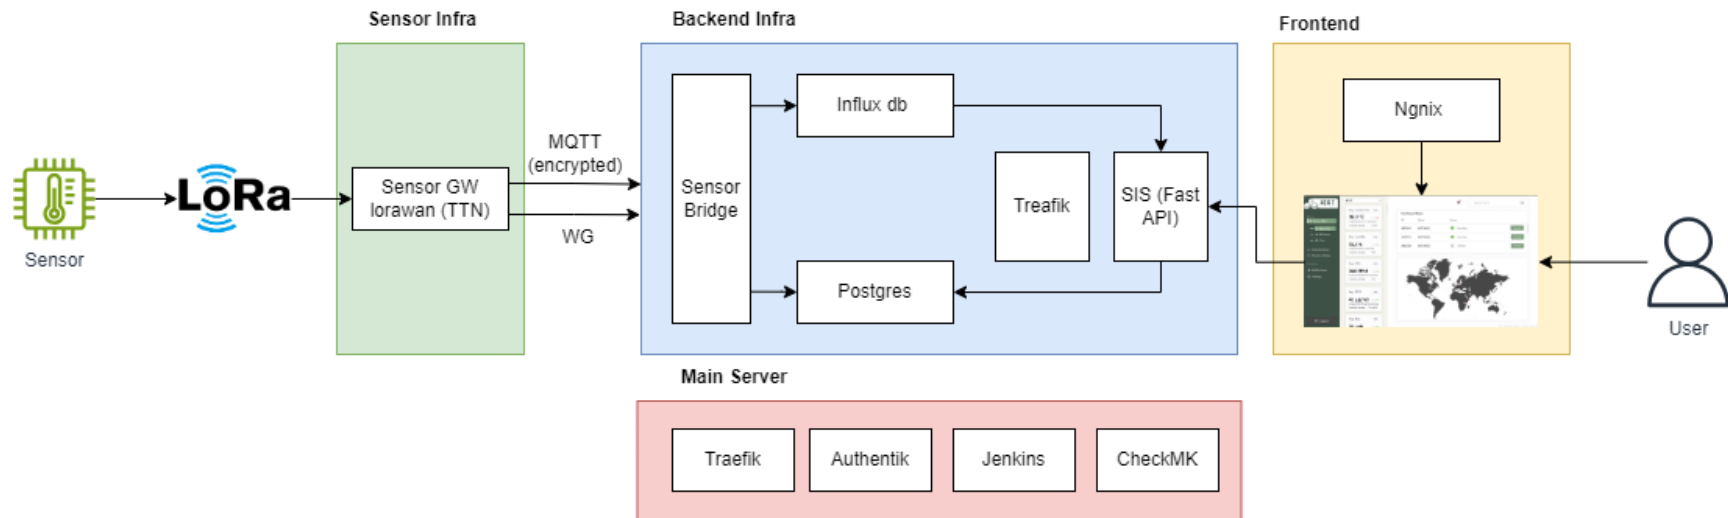 Sensor Infra
Backend Infra
Frontend
Sensor
LoRa
Sensor GW
lorawan (TTN)
MQTT
(encrypted)
WG
Sensor
Bridge
Influx db
Postgres
Treafik
SIS (Fast
API)
Ngnix
User
Main Server
Traefik
Authentik
Jenkins
CheckMK